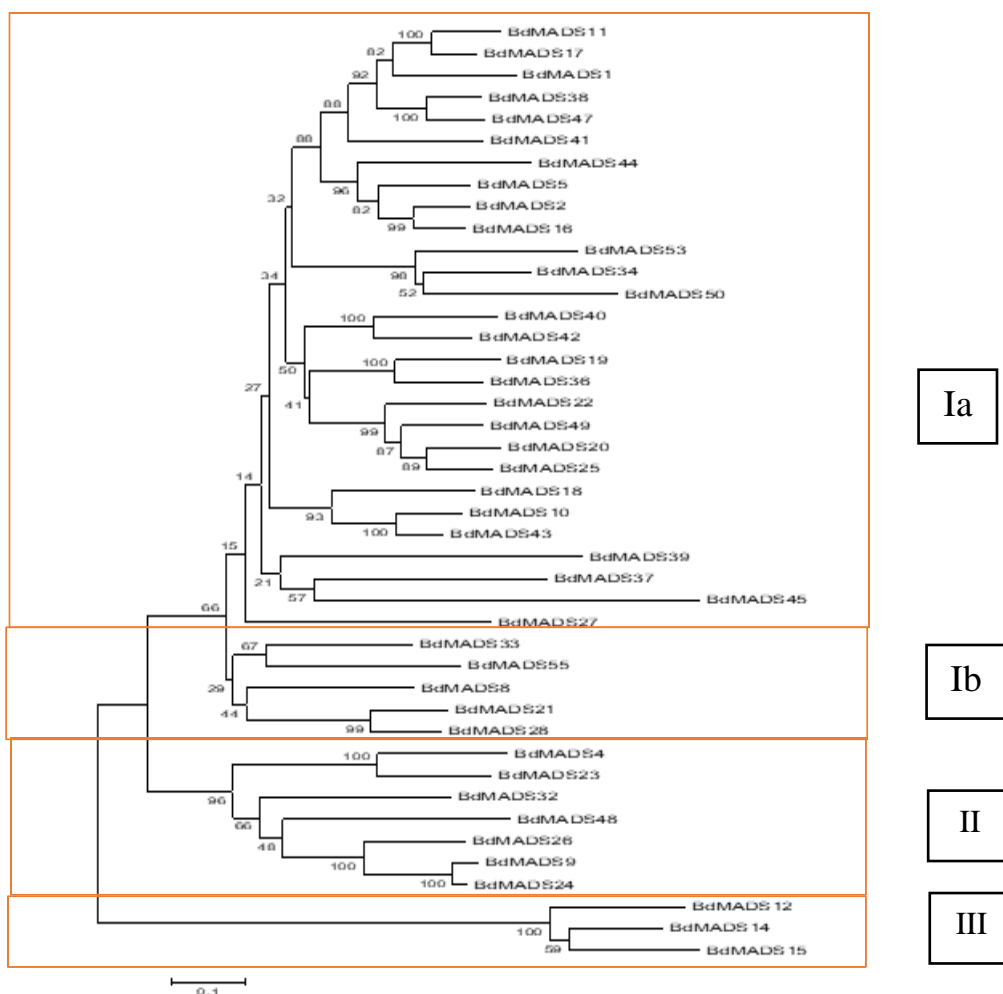 100 BdMADS11
82 BdMADS17
BdMADS1
92 BdMADS38
100 BdMADS47
88 BdMADS41
88 BdMADS44
96 BdMADS5
82 BdMADS2
99 BdMADS16
32 BdMADS53
98 BdMADS34
52 BdMADS50
34
100 BdMADS40
BdMADS42
50 100 BdMADS19
BdMADS36
27 41 BdMADS22
99 BdMADS49
87 BdMADS20
89 BdMADS25
14 BdMADS18
93 BdMADS10
100 BdMADS43
15 BdMADS39
21 BdMADS37
57 BdMADS45
66 BdMADS27
Ia
67 BdMADS33
BdMADS55
29 BdMADS8
44 BdMADS21
99 BdMADS28
Ib
100 BdMADS4
BdMADS23
96 BdMADS32
66 BdMADS48
48 BdMADS26
100 BdMADS9
100 BdMADS24
II
BdMADS12
100 BdMADS14
59 BdMADS15
III
0.1